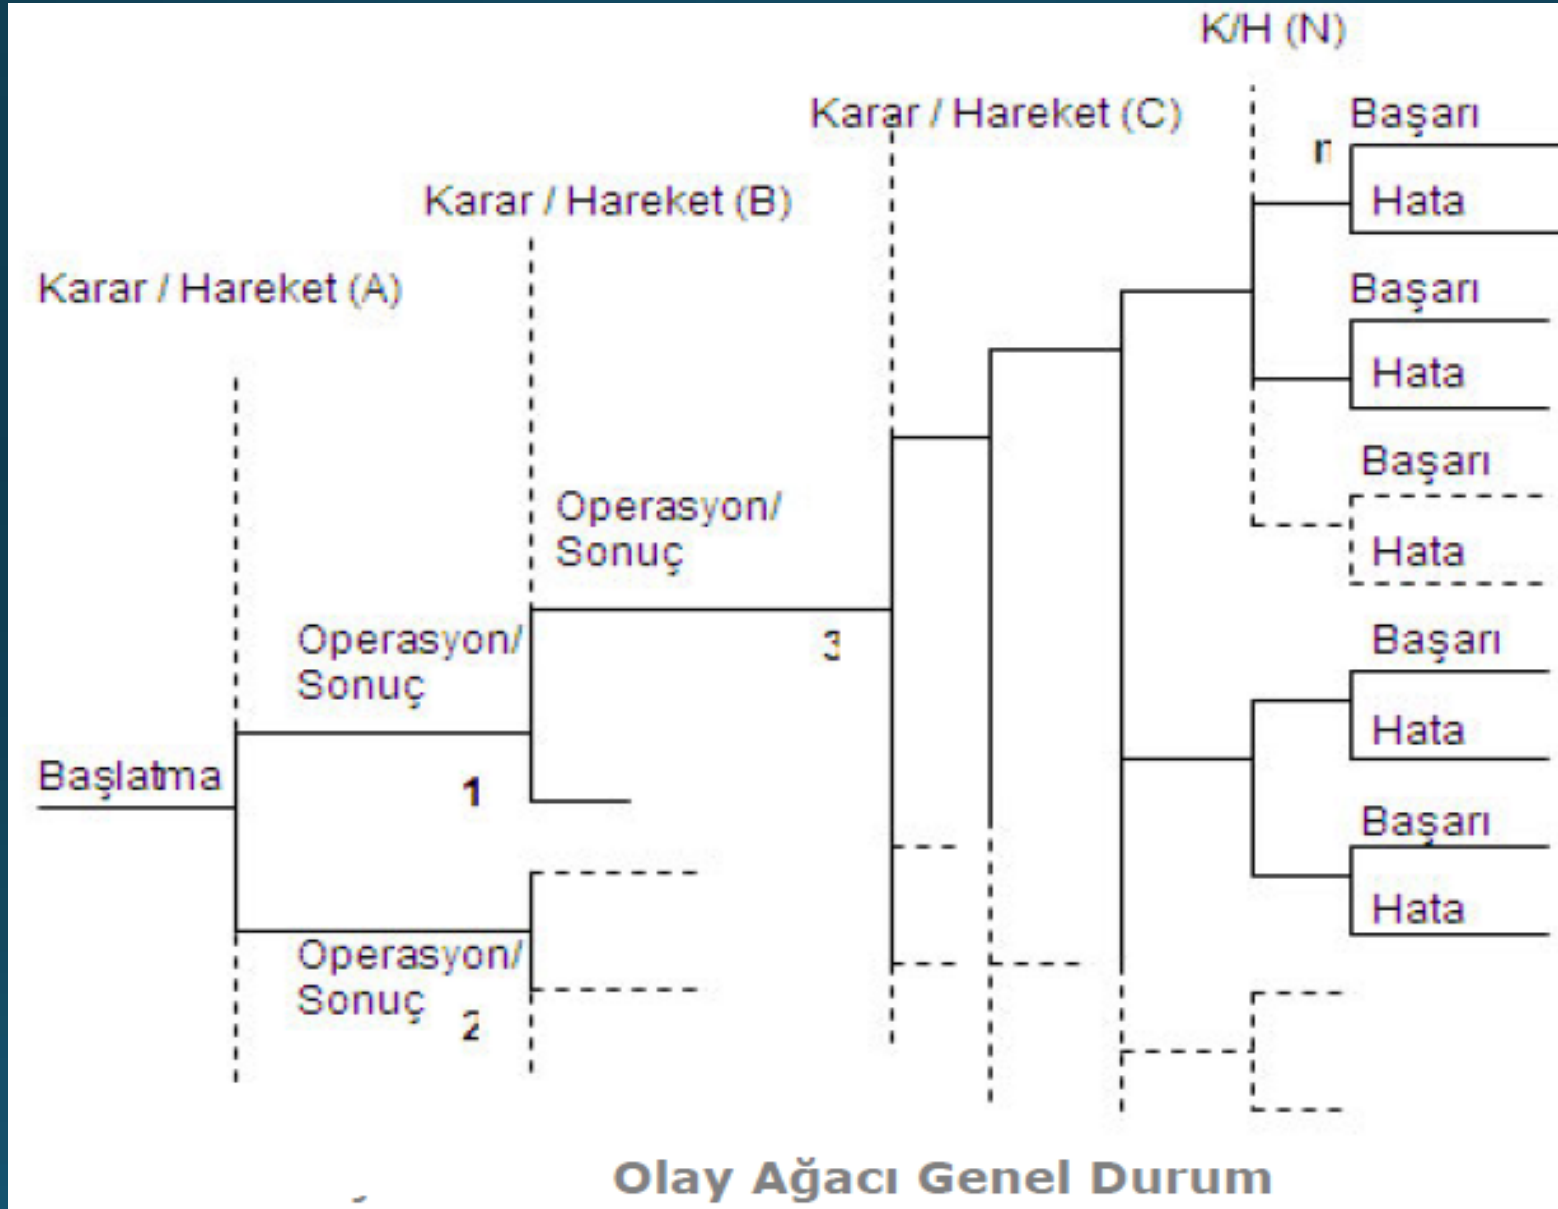 K/H (N)
Karar / Hareket (C)
Karar / Hareket (B)
Karar / Hareket (A)
Başarı
Hata
Başarı
Hata
Başarı
Hata
Başarı
Hata
Başarı
Hata
Operasyon/
Sonuç
3
Operasyon/
Sonuç
1
Başlatma
Operasyon/
Sonuç
2
Olay Ağacı Genel Durum